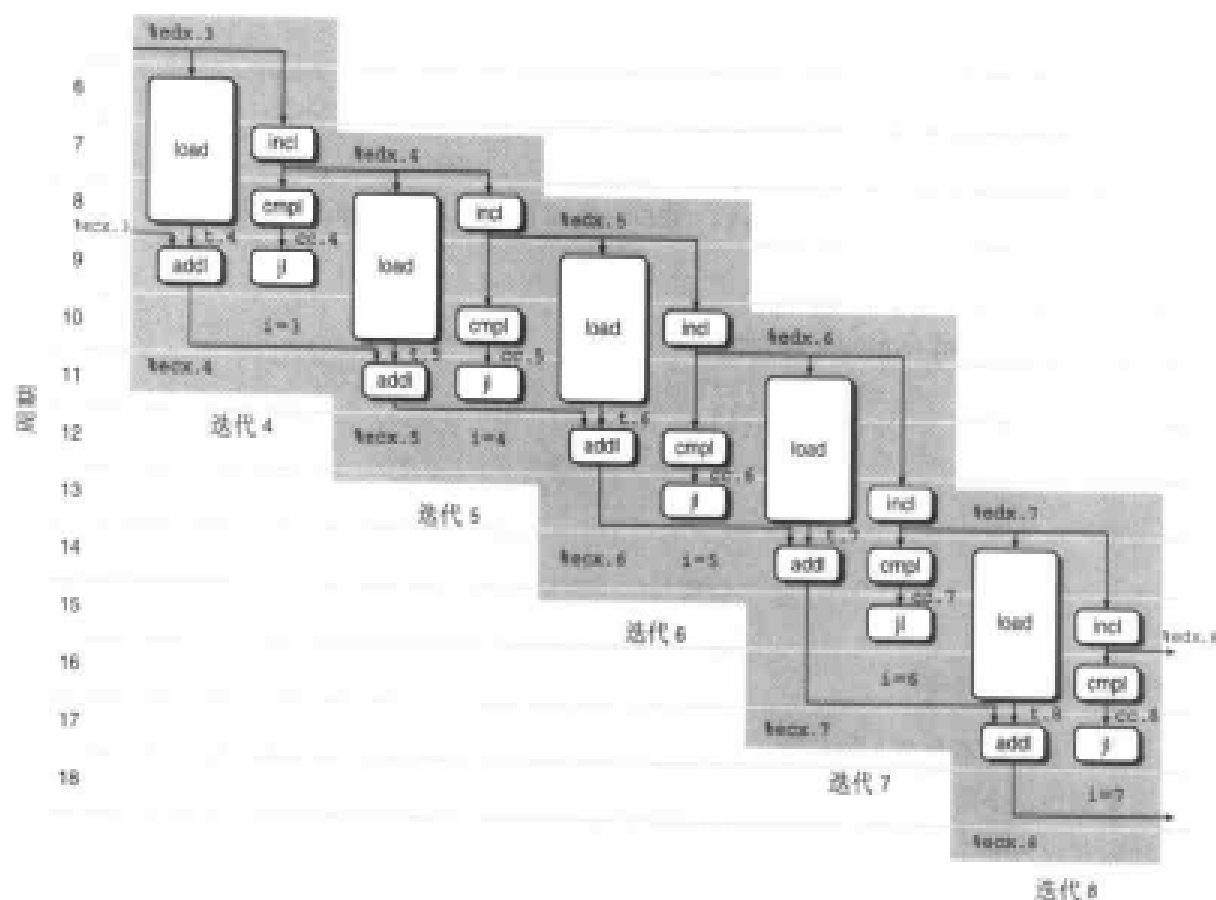 %edx.3
6
load
7
incl
%edx.4
8
cmpl
load
incl
%edx.5
t.4
cc.4
9
addl
jl
load
10
i=3
cmpl
incl
%edx.6
%ecx.4
t.5
cc.5
11
addl
jl
load
周期
迭代 4
12
%ecx.5
i=4
t.6
addl
cmpl
cc.6
13
迭代 5
jl
incl
%edx.7
14
%ecx.6
i=5
t.7
addl
cmpl
load
15
迭代 6
cc.7
jl
incl
16
i=6
cmpl
17
%ecx.7
t.8
cc.8
addl
jl
18
迭代 7
i=7
%ecx.8
迭代 8